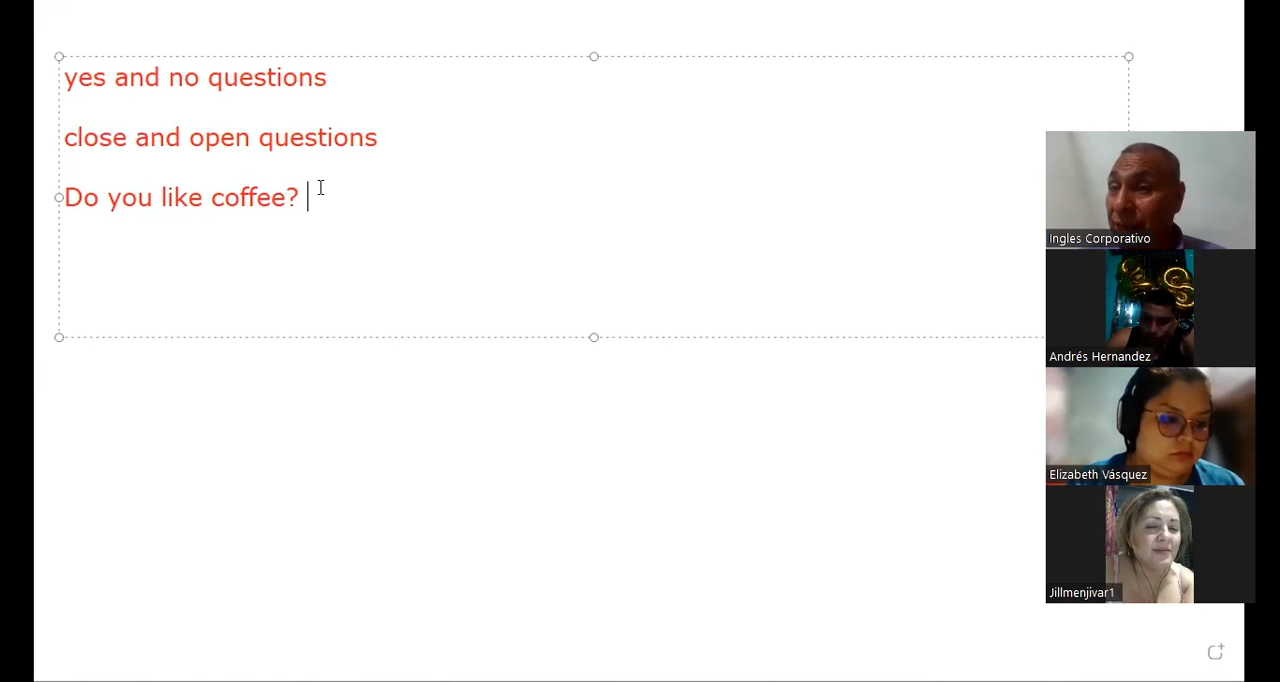 yes and no questions
close and open questions
Do you like coffee?
Ingles Corporativo
Andrés Hernandez
Elizabeth Vásquez
Jillmenjivar1